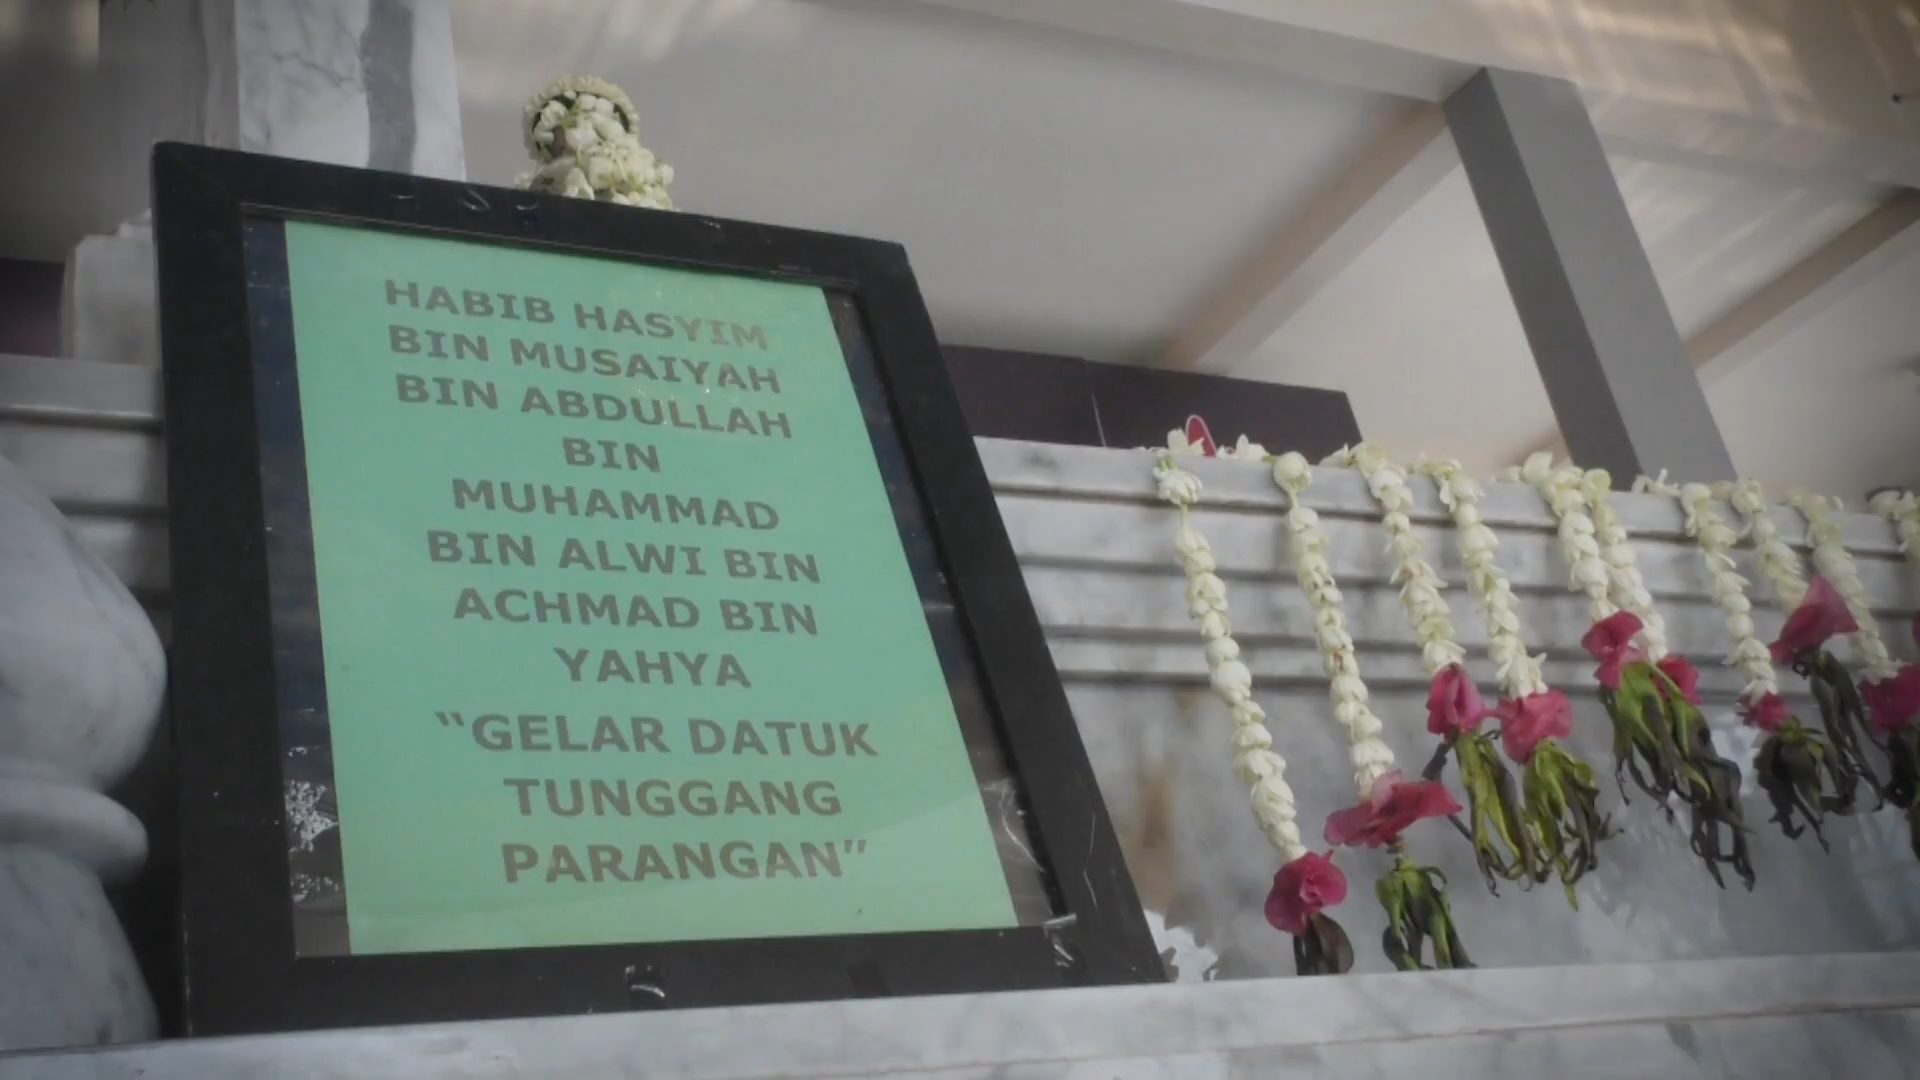 HABIB HASYIM
BIN MUSAIYAH
BIN ABDULLAH
BIN
MUHAMMAD
BIN ALWI BIN
ACHMAD BIN
YAHYA
"GELAR DATUK
TUNGGANG
PARANGAN"